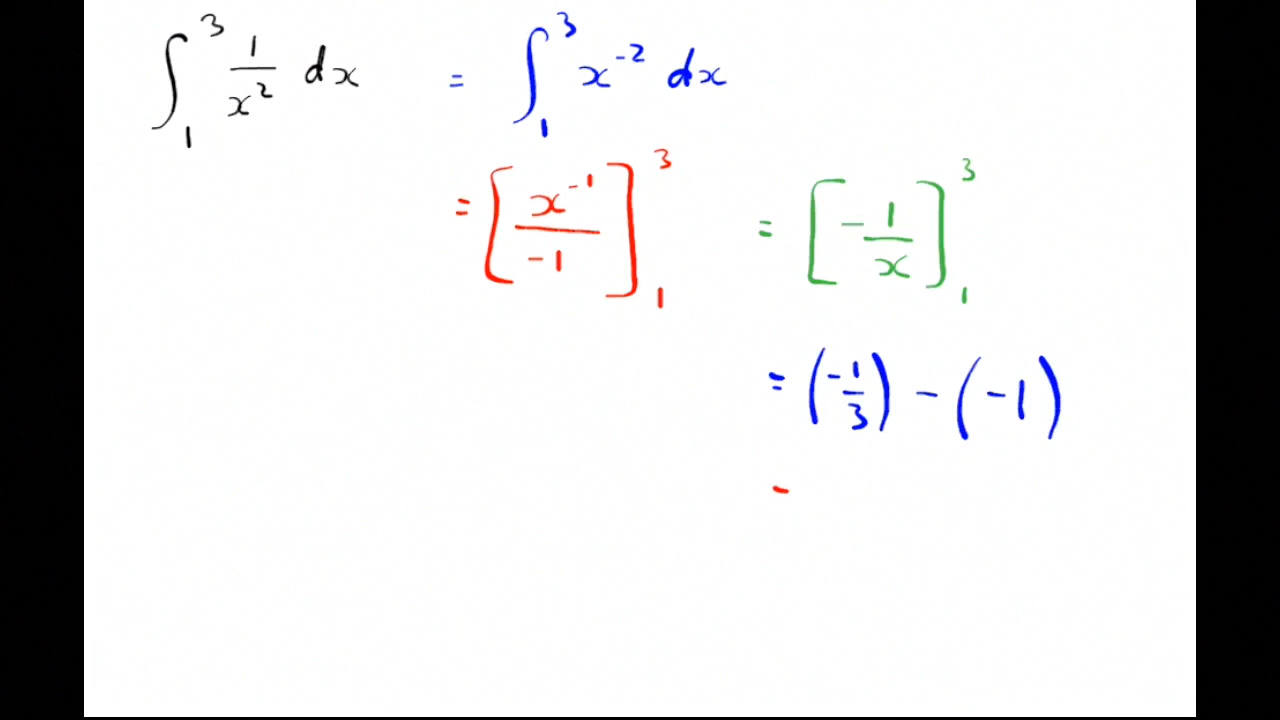 ∫₁³ 1/x² dx = ∫₁³ x⁻² dx
= [x⁻¹/-1]₁³ = [-1/x]₁³
= (-1/3) - (-1)
-